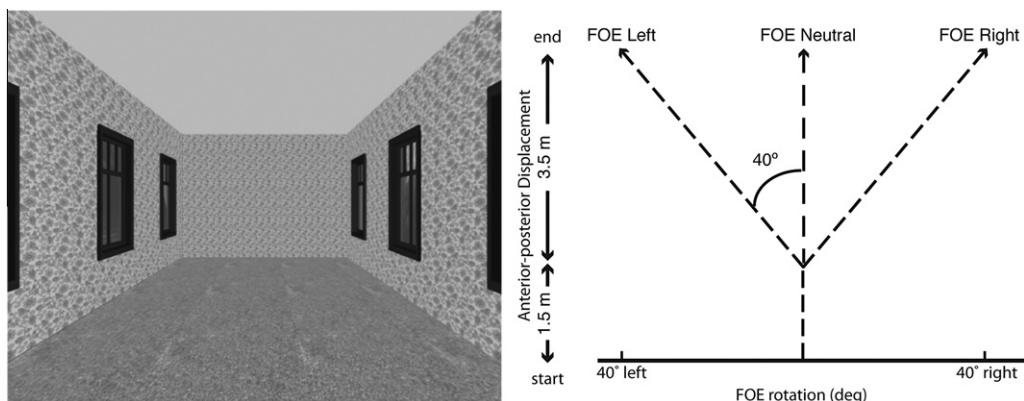 end
FOE Left
FOE Neutral
FOE Right
Anterior-posterior Displacement
3.5 m
1.5 m
40º
start
40° left
40° right
FOE rotation (deg)